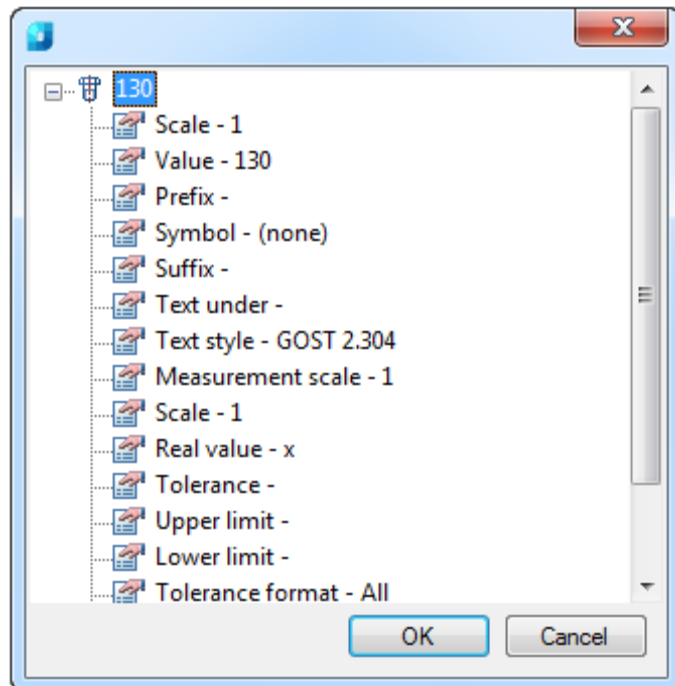 130
Scale - 1
Value - 130
Prefix -
Symbol - (none)
Suffix -
Text under -
Text style - GOST 2.304
Measurement scale - 1
Scale - 1
Real value - x
Tolerance -
Upper limit -
Lower limit -
Tolerance format - All
OK Cancel